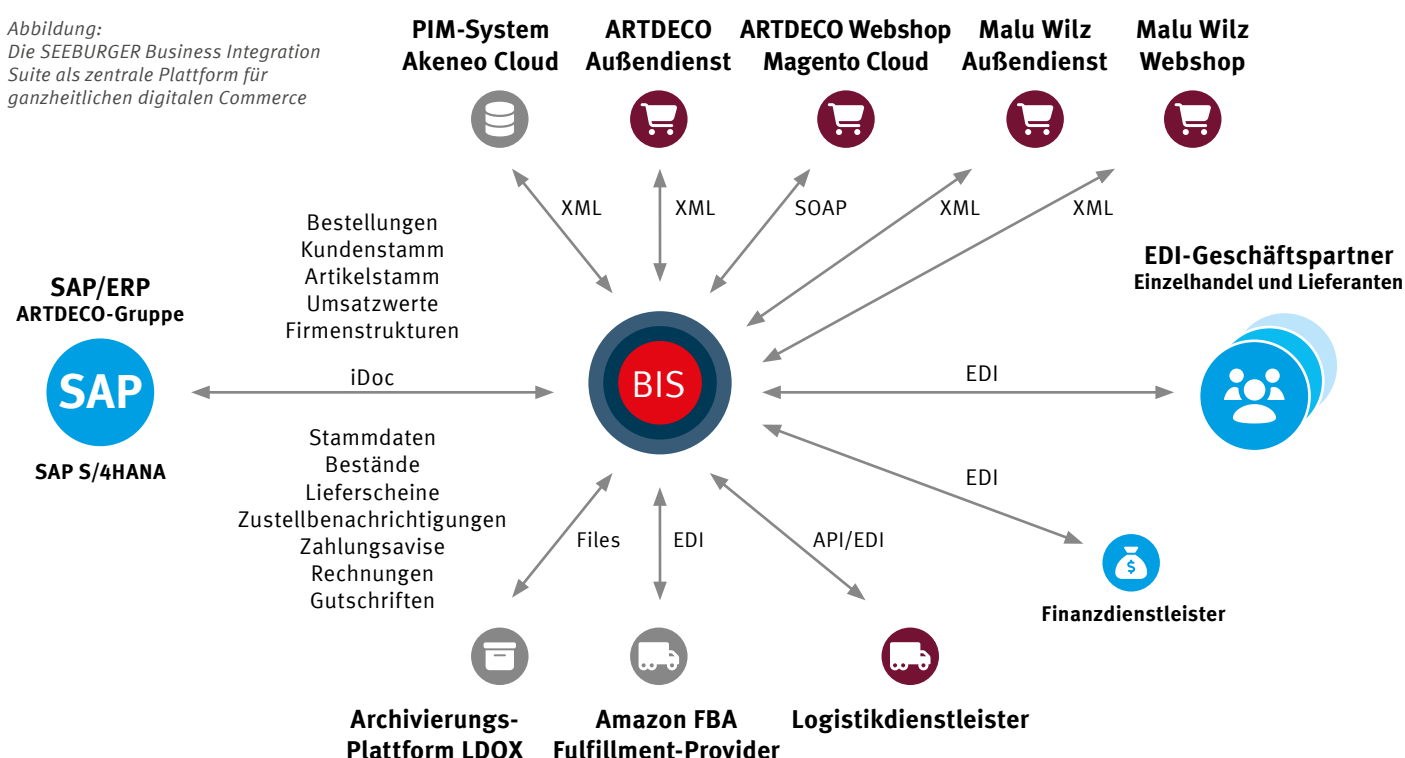 Abbildung:
Die SEEBURGER Business Integration
Suite als zentrale Plattform für
ganzheitlichen digitalen Commerce
PIM-System
Akeneo Cloud
ARTDECO
Außendienst
ARTDECO Webshop
Magento Cloud
Malu Wilz
Außendienst
Malu Wilz
Webshop
XML
XML
SOAP
XML
XML
Bestellungen
Kundenstamm
Artikelstamm
Umsatzwerte
Firmenstrukturen
SAP/ERP
ARTDECO-Gruppe
SAP
SAP S/4HANA
iDoc
BIS
EDI
EDI-Geschäftspartner
Einzelhandel und Lieferanten
Stammdaten
Bestände
Lieferscheine
Zustellbenachrichtigungen
Zahlungsavise
Rechnungen
Gutschriften
Files
EDI
API/EDI
EDI
$
Finanzdienstleister
Archivierungs-
Plattform LDOX
Amazon FBA
Fulfillment-Provider
Logistikdienstleister